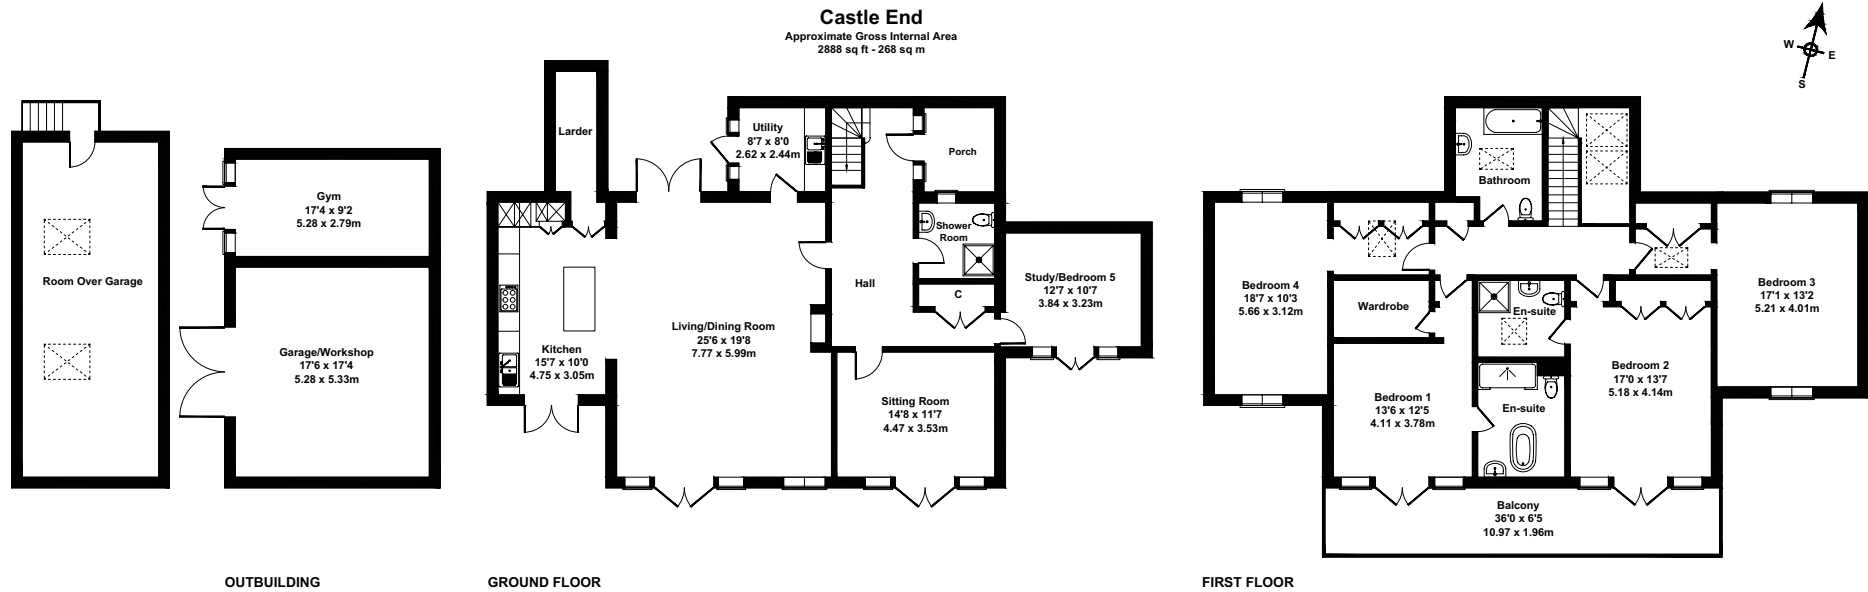 Castle End
Approximate Gross Internal Area
2888 sq ft - 268 sq m
W
E
S
Room Over Garage
Gym
17'4 x 9'2
5.28 x 2.79m
Garage/Workshop
17'6 x 17'4
5.28 x 5.33m
OUTBUILDING
Larder
Utility
8'7 x 8'0
2.62 x 2.44m
Porch
Shower
Room
Hall
C
Study/Bedroom 5
12'7 x 10'7
3.84 x 3.23m
Living/Dining Room
25'6 x 19'8
7.77 x 5.99m
Kitchen
15'7 x 10'0
4.75 x 3.05m
Sitting Room
14'8 x 11'7
4.47 x 3.53m
GROUND FLOOR
Bathroom
Bedroom 4
18'7 x 10'3
5.66 x 3.12m
Wardrobe
En-suite
Bedroom 3
17'1 x 13'2
5.21 x 4.01m
Bedroom 2
17'0 x 13'7
5.18 x 4.14m
Bedroom 1
13'6 x 12'5
4.11 x 3.78m
En-suite
Balcony
36'0 x 6'5
10.97 x 1.96m
FIRST FLOOR